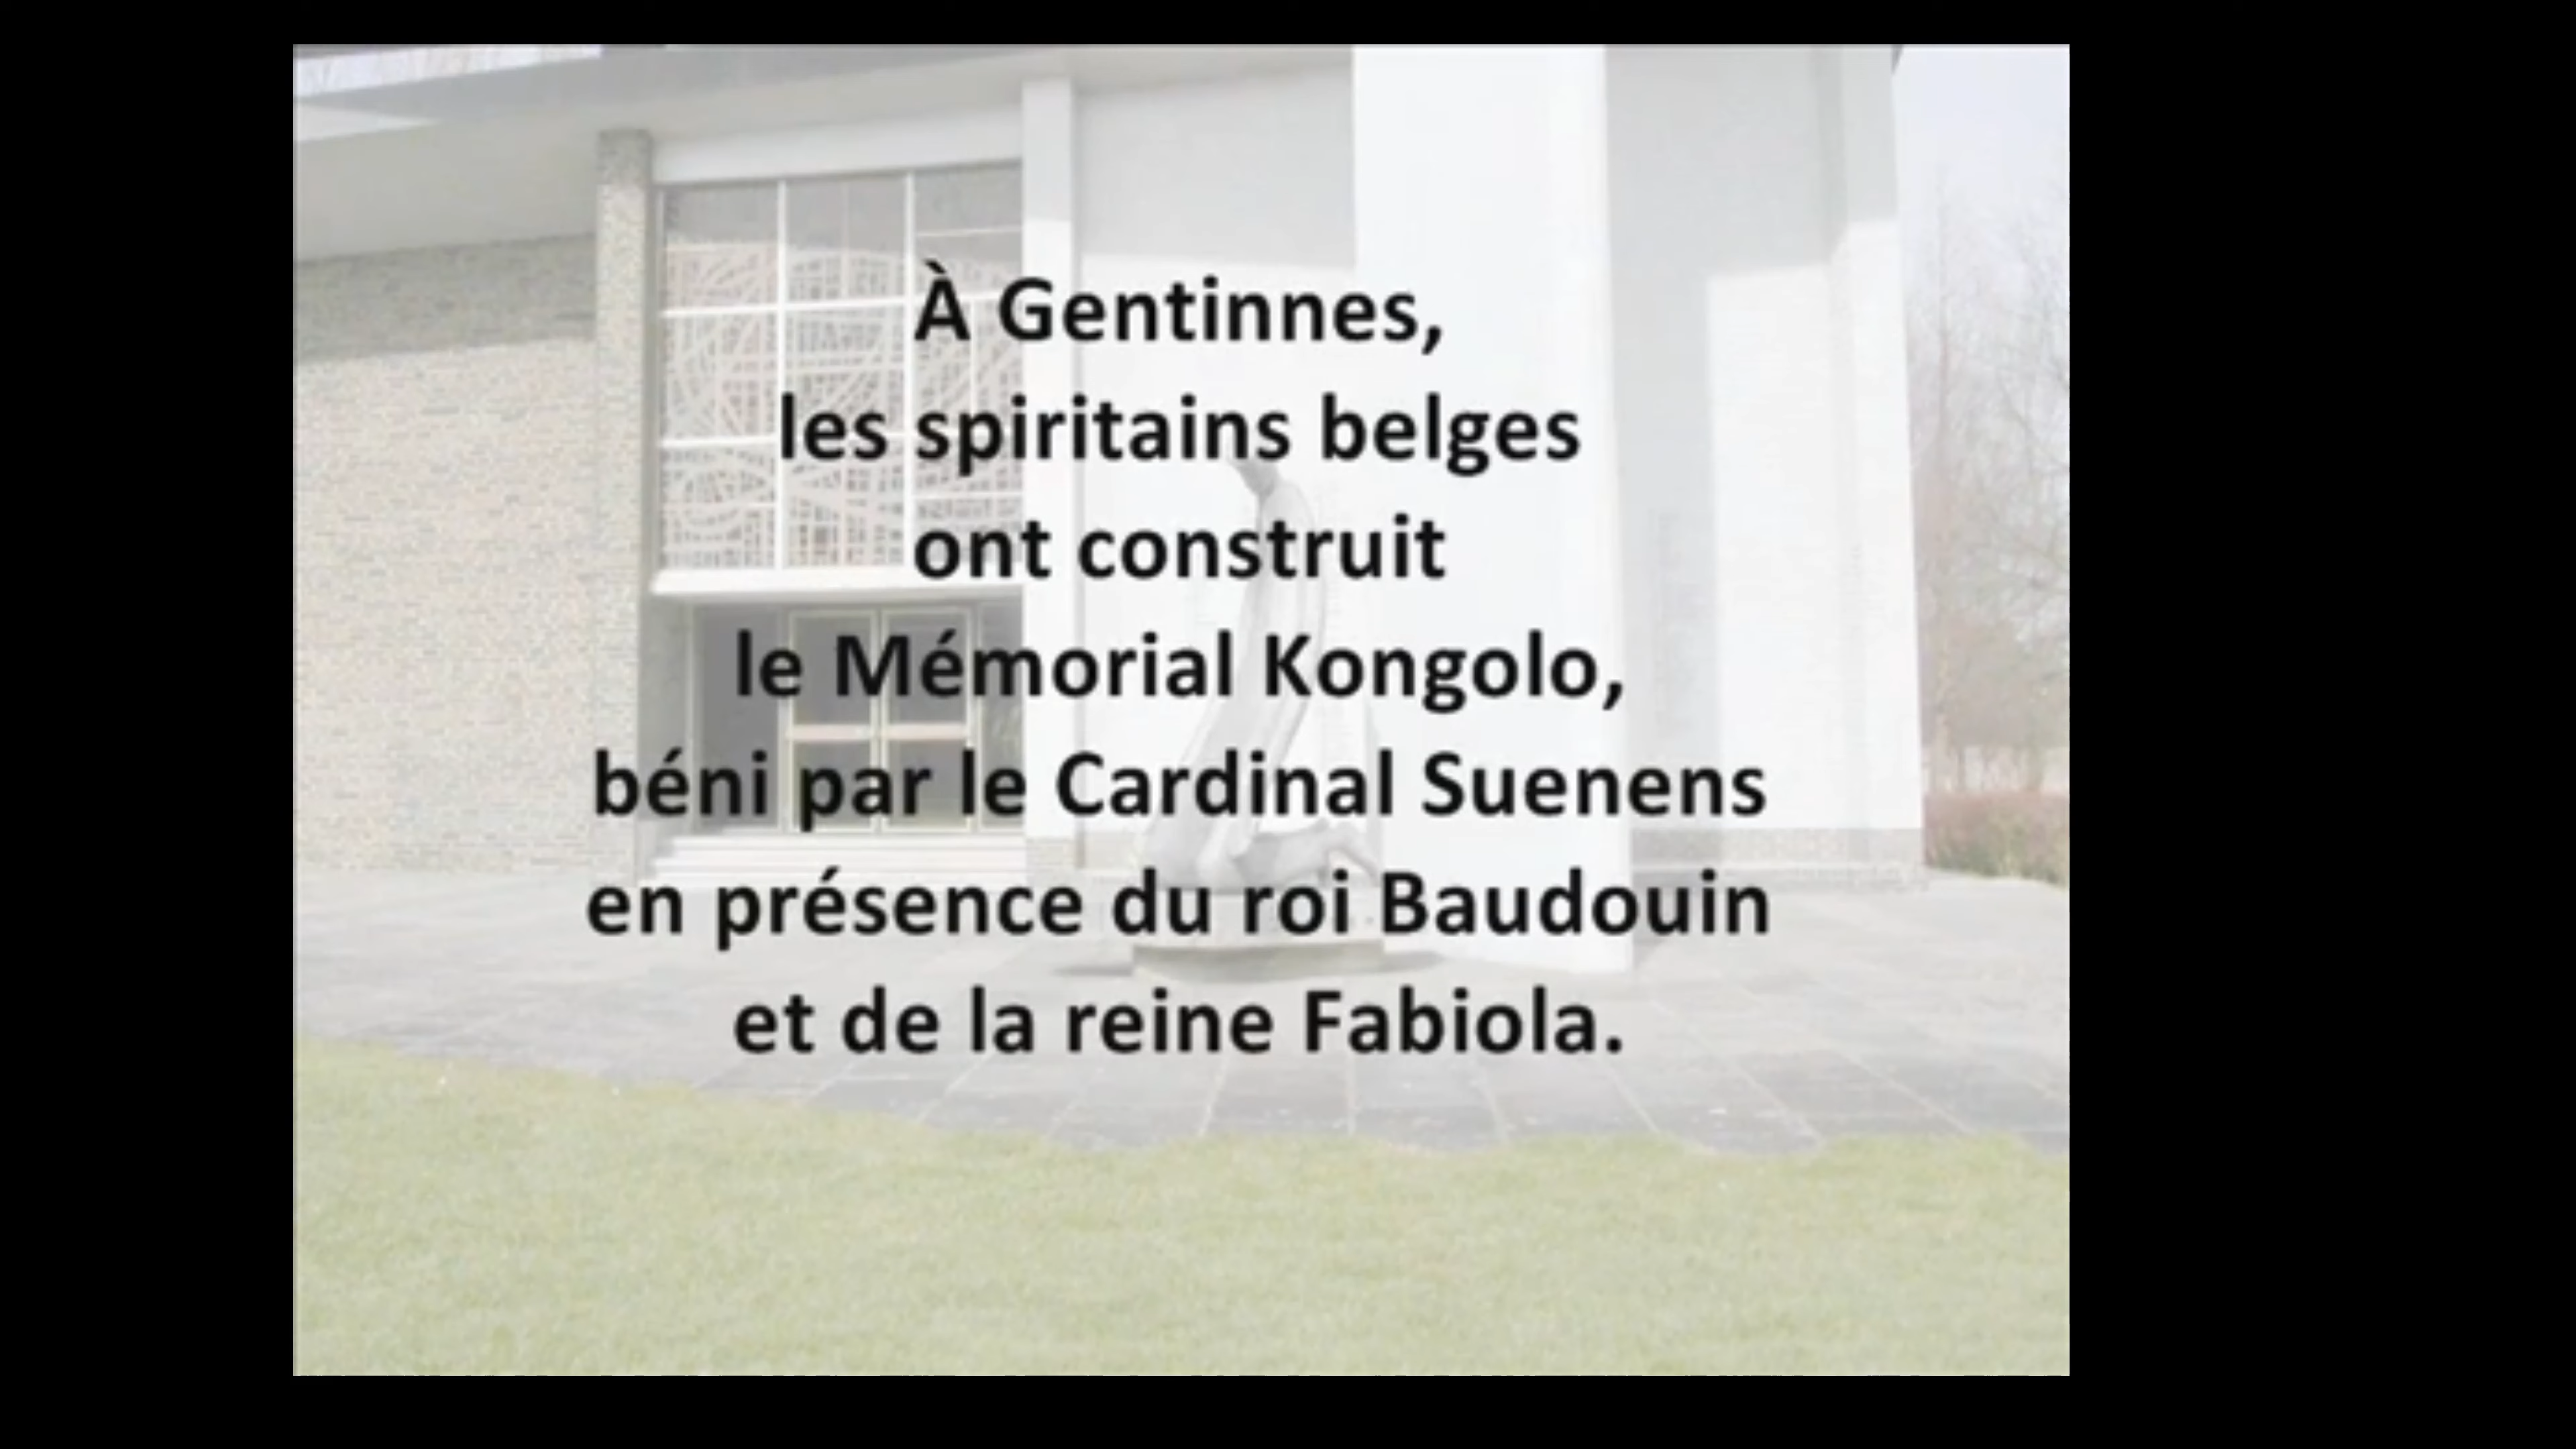 À Gentinnes,
les spiritains belges
ont construit
le Mémorial Kongolo,
béni par le Cardinal Suenens
en présence du roi Baudouin
et de la reine Fabiola.